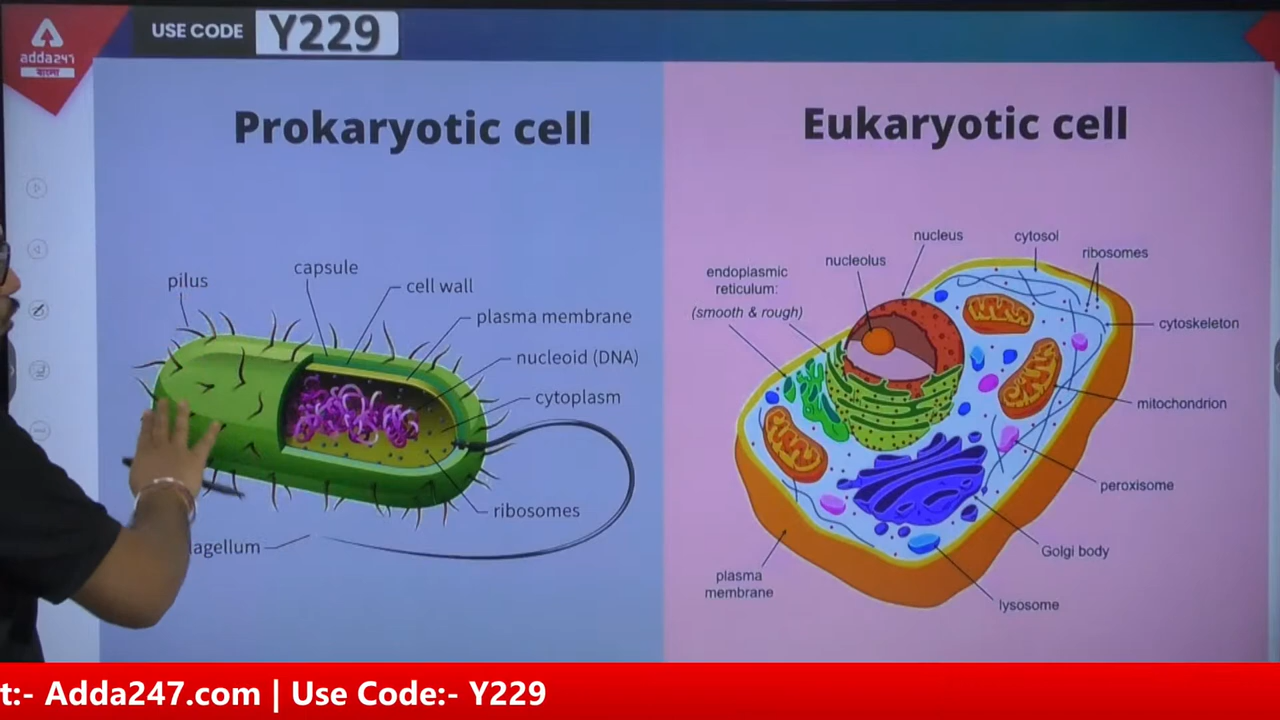 adda247
বাংলা
USE CODE
Y229
Prokaryotic cell
pilus
capsule
cell wall
plasma membrane
nucleoid (DNA)
cytoplasm
ribosomes
lagellum
Eukaryotic cell
nucleus
cytosol
nucleolus
ribosomes
endoplasmic
reticulum:
(smooth & rough)
cytoskeleton
mitochondrion
peroxisome
Golgi body
plasma
membrane
lysosome
t:- Adda247.com | Use Code:- Y229